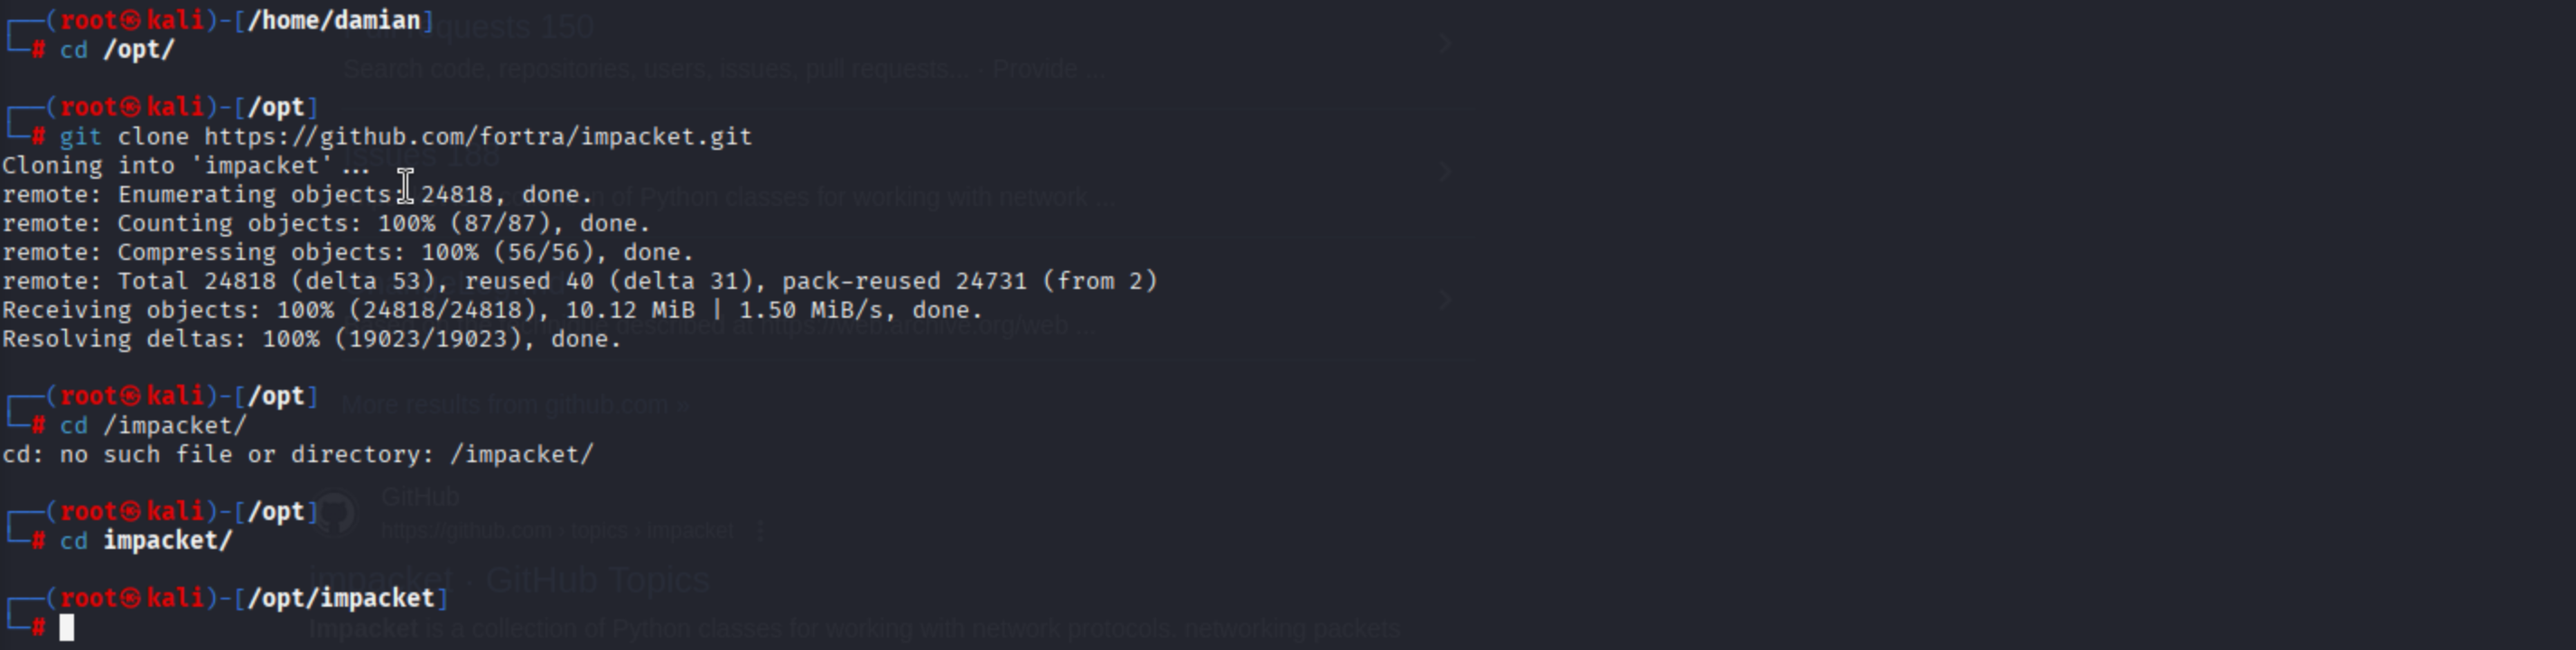 ┌──(root㉿kali)-[/home/damian]
└─# cd /opt/
┌──(root㉿kali)-[/opt]
└─# git clone https://github.com/fortra/impacket.git
Cloning into 'impacket' ...
remote: Enumerating objects: 24818, done.
remote: Counting objects: 100% (87/87), done.
remote: Compressing objects: 100% (56/56), done.
remote: Total 24818 (delta 53), reused 40 (delta 31), pack-reused 24731 (from 2)
Receiving objects: 100% (24818/24818), 10.12 MiB | 1.50 MiB/s, done.
Resolving deltas: 100% (19023/19023), done.
┌──(root㉿kali)-[/opt]
└─# cd /impacket/
cd: no such file or directory: /impacket/
┌──(root㉿kali)-[/opt]
└─# cd impacket/
┌──(root㉿kali)-[/opt/impacket]
└─#
requests 150
Search code, repositories, users, issues, pull requests... · Provide ...
Issues 188
of Python classes for working with network ...
described at https://web.archive.org/web ...
More results from github.com »
GitHub
https://github.com › topics › impacket
impacket · GitHub Topics
Impacket is a collection of Python classes for working with network protocols. networking packets